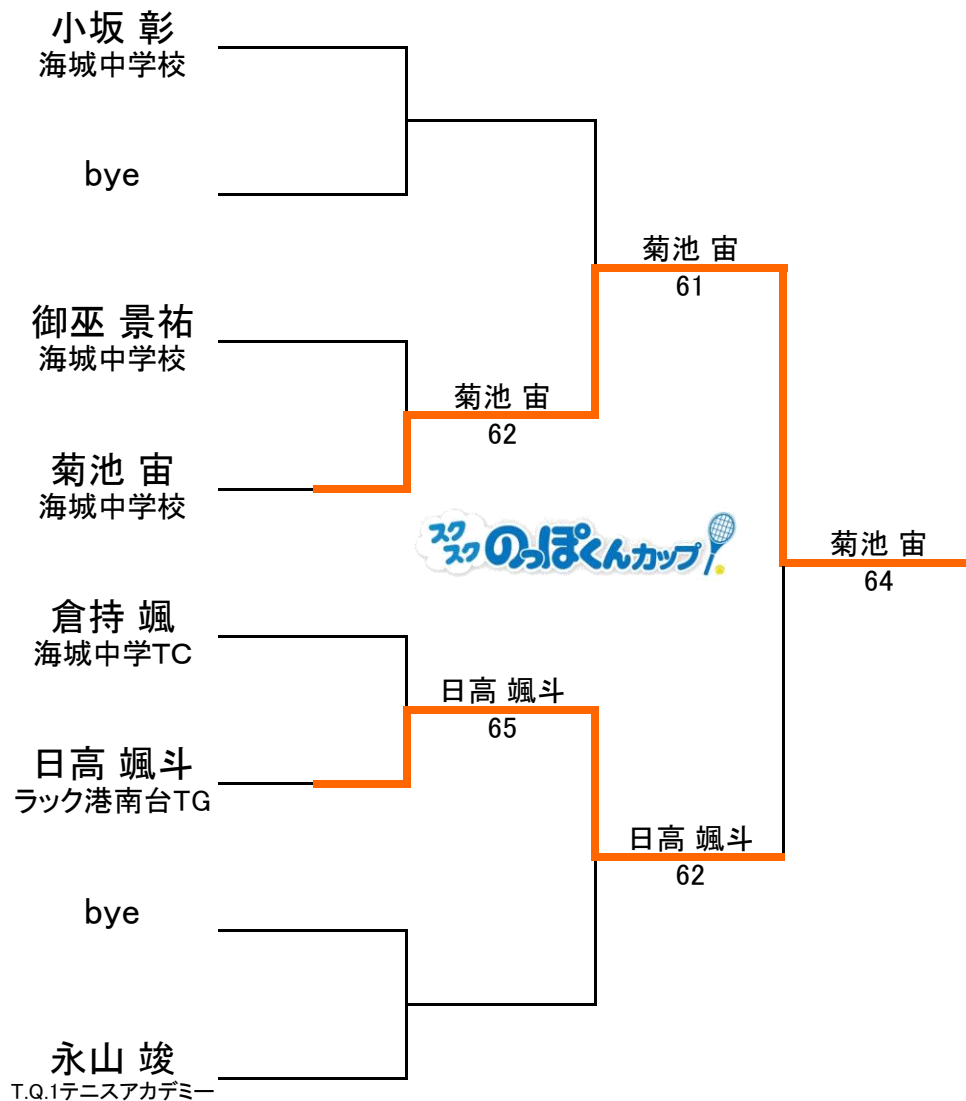 小坂 彰
海城中学校
bye
御巫 景祐
海城中学校
菊池 宙
海城中学校
倉持 颯
海城中学TC
日高 颯斗
ラック港南台TG
bye
永山 竣
T.Q.1テニスアカデミー
菊池 宙
62
日高 颯斗
65
菊池 宙
61
日高 颯斗
62
菊池 宙
64
スク
スク
のっぽくんカップ